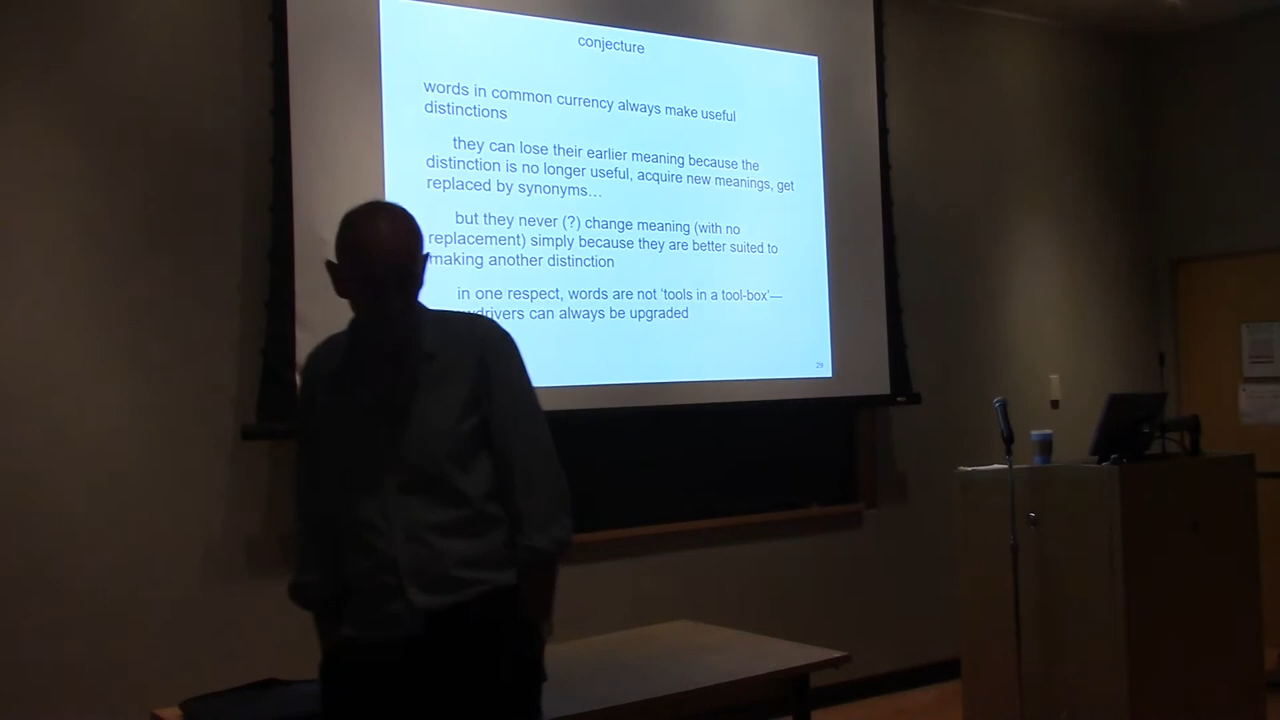 conjecture
words in common currency always make useful
distinctions
they can lose their earlier meaning because the
distinction is no longer useful, acquire new meanings, get
replaced by synonyms…
but they never (?) change meaning (with no
replacement) simply because they are better suited to
making another distinction
in one respect, words are not ‘tools in a tool-box’—
can always be upgraded
29